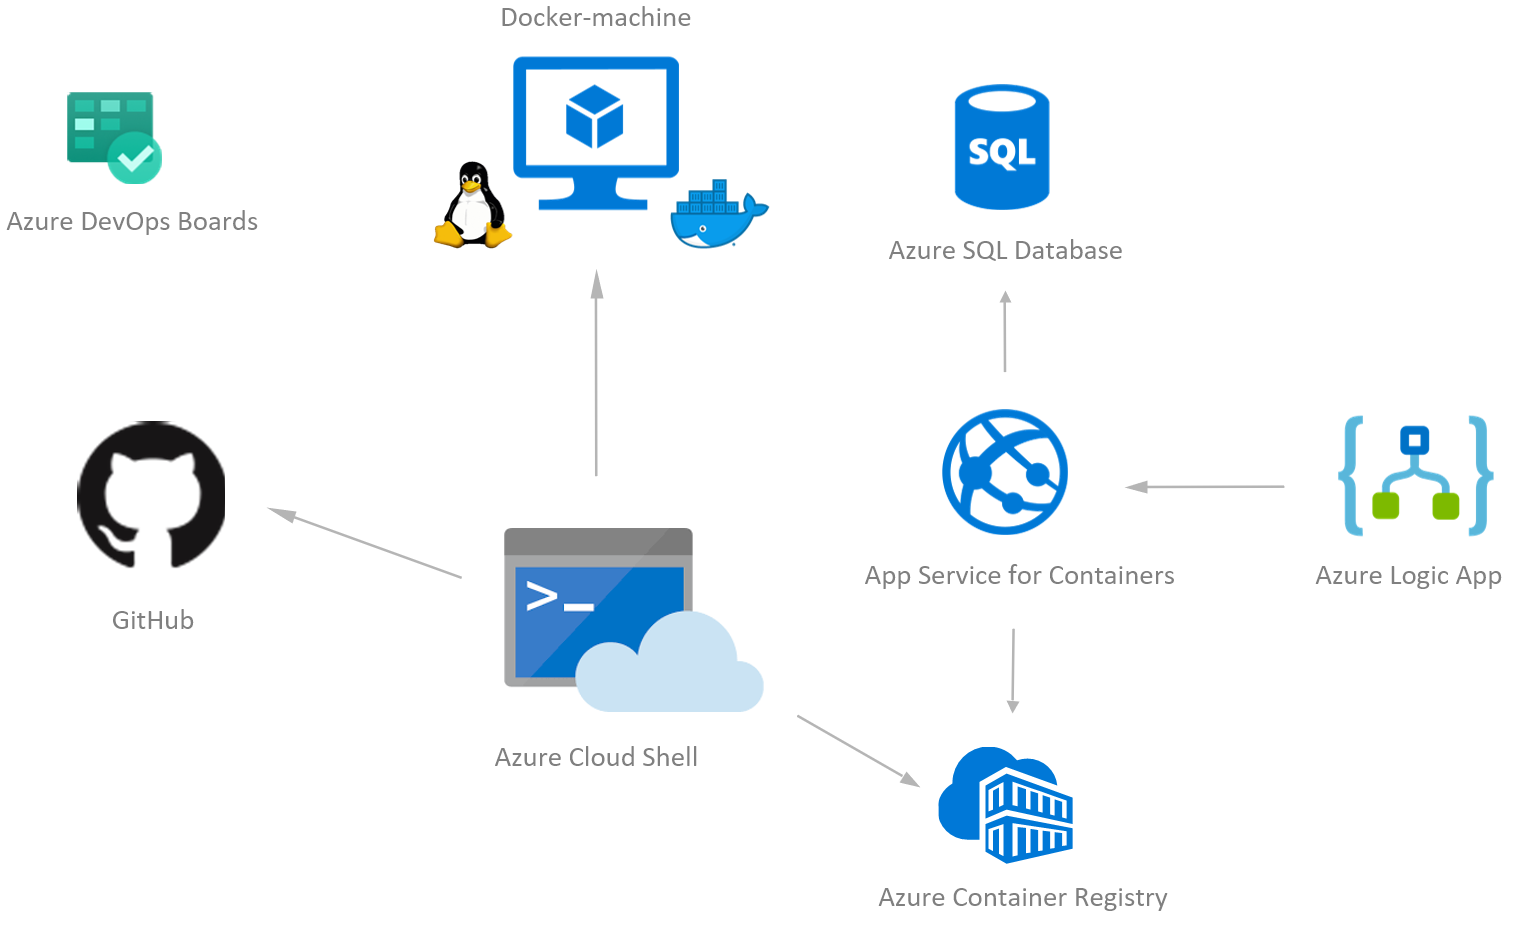 Docker-machine
Azure DevOps Boards
SQL
Azure SQL Database
GitHub
>_
Azure Cloud Shell
App Service for Containers
Azure Logic App
Azure Container Registry